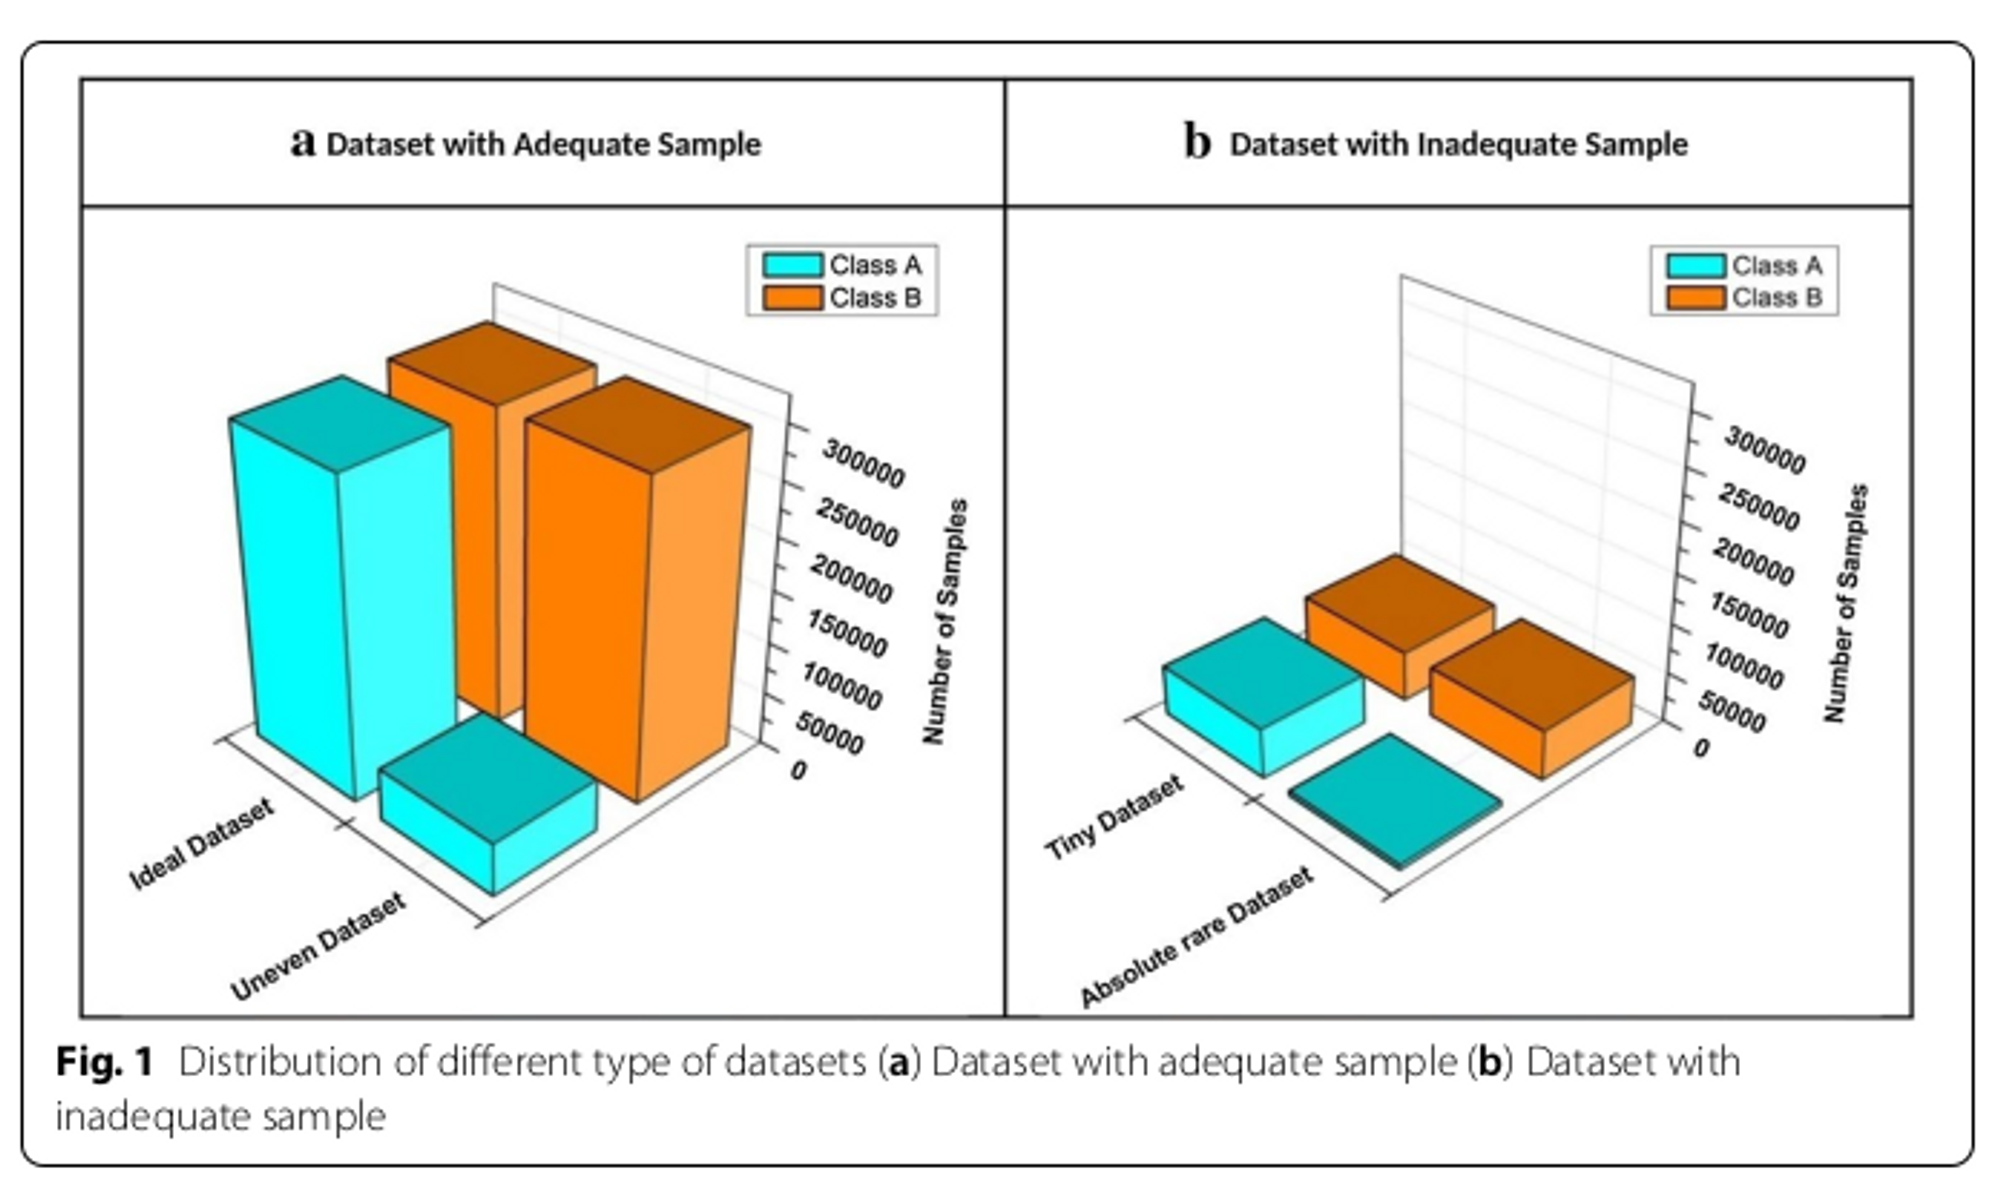 a Dataset with Adequate Sample
b Dataset with Inadequate Sample
Class A
Class B
300000
250000
200000
150000
100000
50000
0
Number of Samples
Ideal Dataset
Uneven Dataset
Class A
Class B
300000
250000
200000
150000
100000
50000
0
Number of Samples
Tiny Dataset
Absolute rare Dataset
Fig. 1 Distribution of different type of datasets (a) Dataset with adequate sample (b) Dataset with
inadequate sample